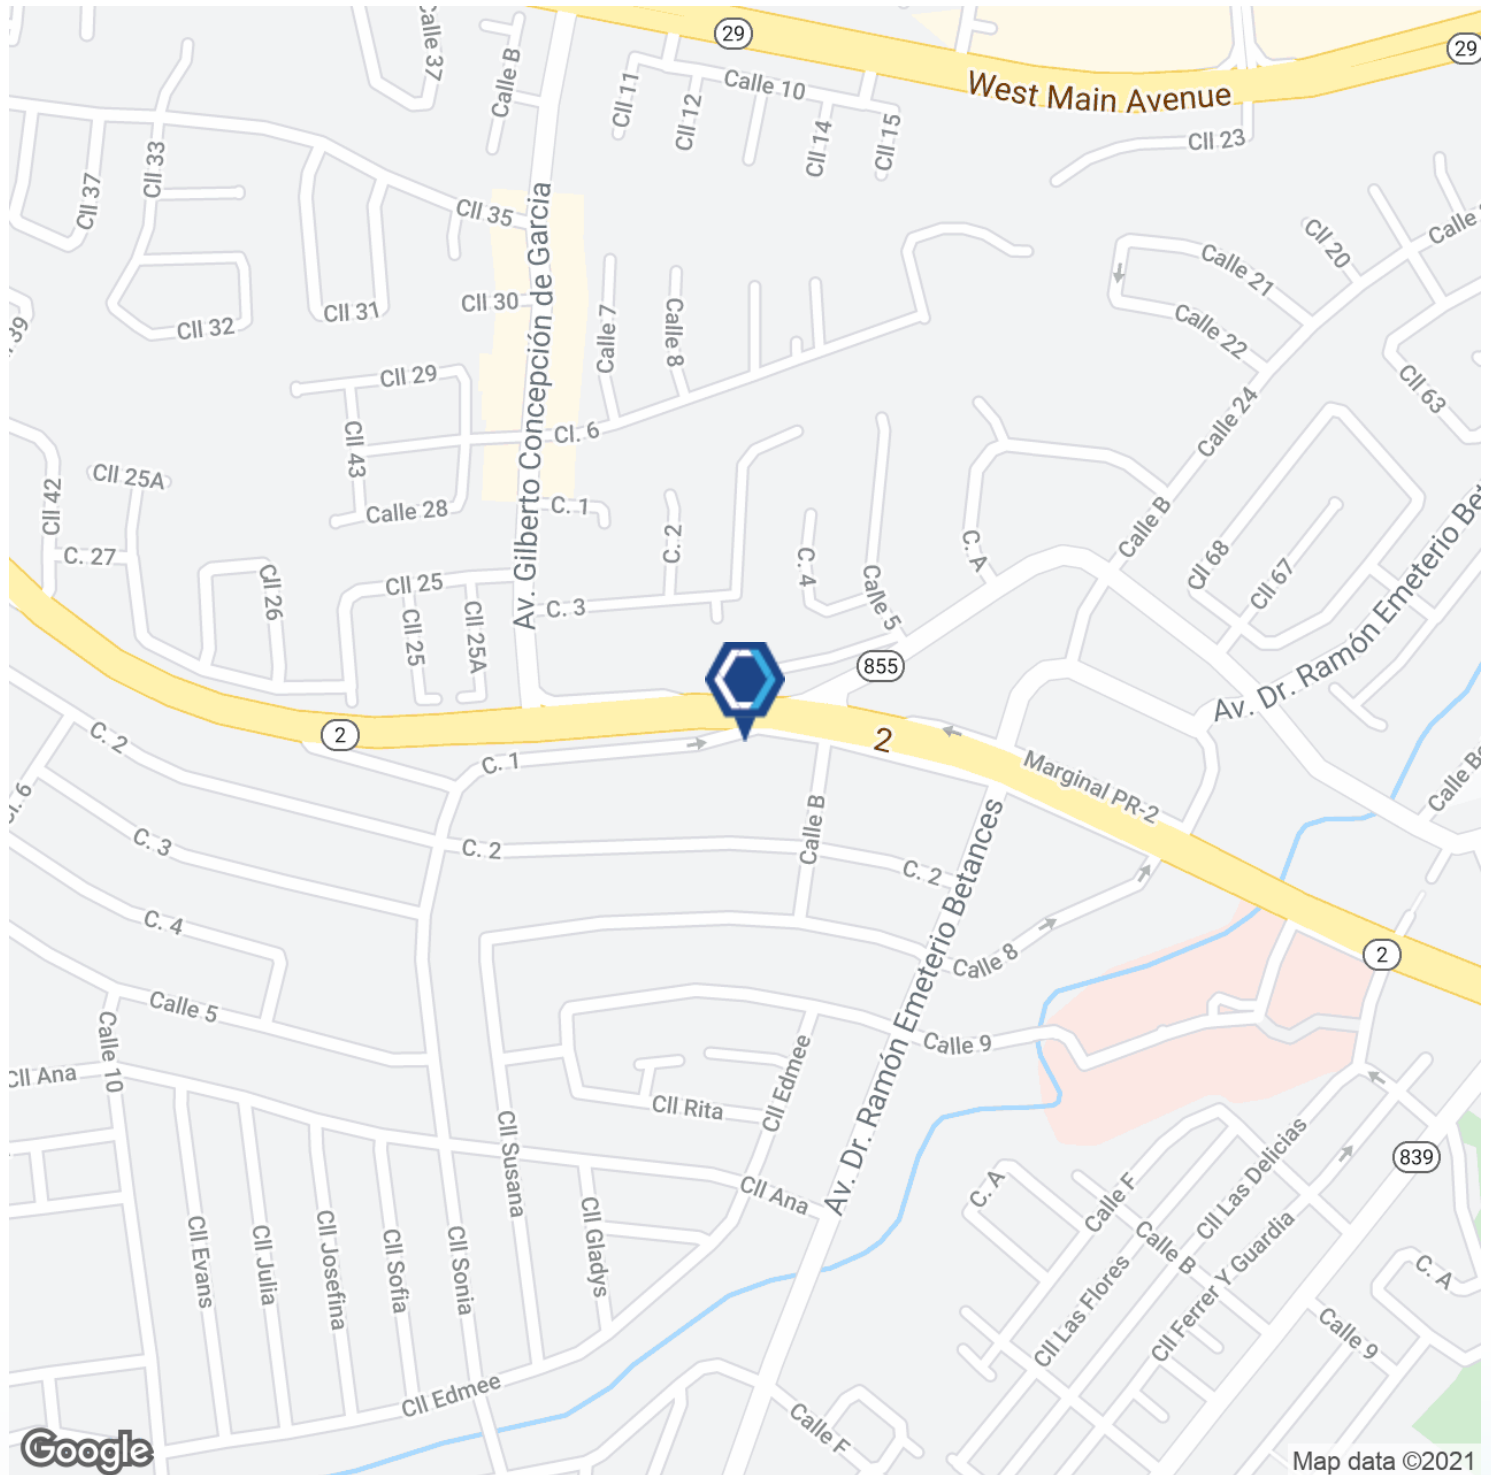 29
29
Calle 37
Calle B
Cll 11
Calle 10
West Main Avenue
Cll 12
Cll 14
Cll 15
Cll 23
Cll 33
Cll 37
Cll 35
Av. Gilberto Concepción de Garcia
Cll 20
Calle 21
Calle 22
Cll 30
Cll 31
Cll 32
Calle 7
Calle 8
Cll 29
Cll 63
Calle 24
Cl. 6
Cll 43
Cll 25A
Cll 42
Calle 28
C. 1
C. 2
C. 4
C. A
Calle B
C. 27
Cll 26
Cll 25
Cll 68
Cll 67
Calle 5
C. 3
Cll 25
Cll 25A
855
Av. Dr. Ramón Emeterio Bet
2
2
C. 2
C. 1
Marginal PR-2
C. 3
C. 2
Calle B
C. 2
Av. Dr. Ramón Emeterio Betances
C. 4
2
Calle 8
Calle 5
Calle 10
Calle 9
Cll Ana
Cll Edmee
Cll Rita
Cll Susana
839
Cll Ana
C. A
Calle F
Cll Las Delicias
Calle B
Cll Evans
Cll Julia
Cll Josefina
Cll Sofia
Cll Sonia
Cll Gladys
Cll Las Flores
Cll Ferrer Y Guardia
C. A
Calle 9
Cll Edmee
Calle F
Google
Map data ©2021